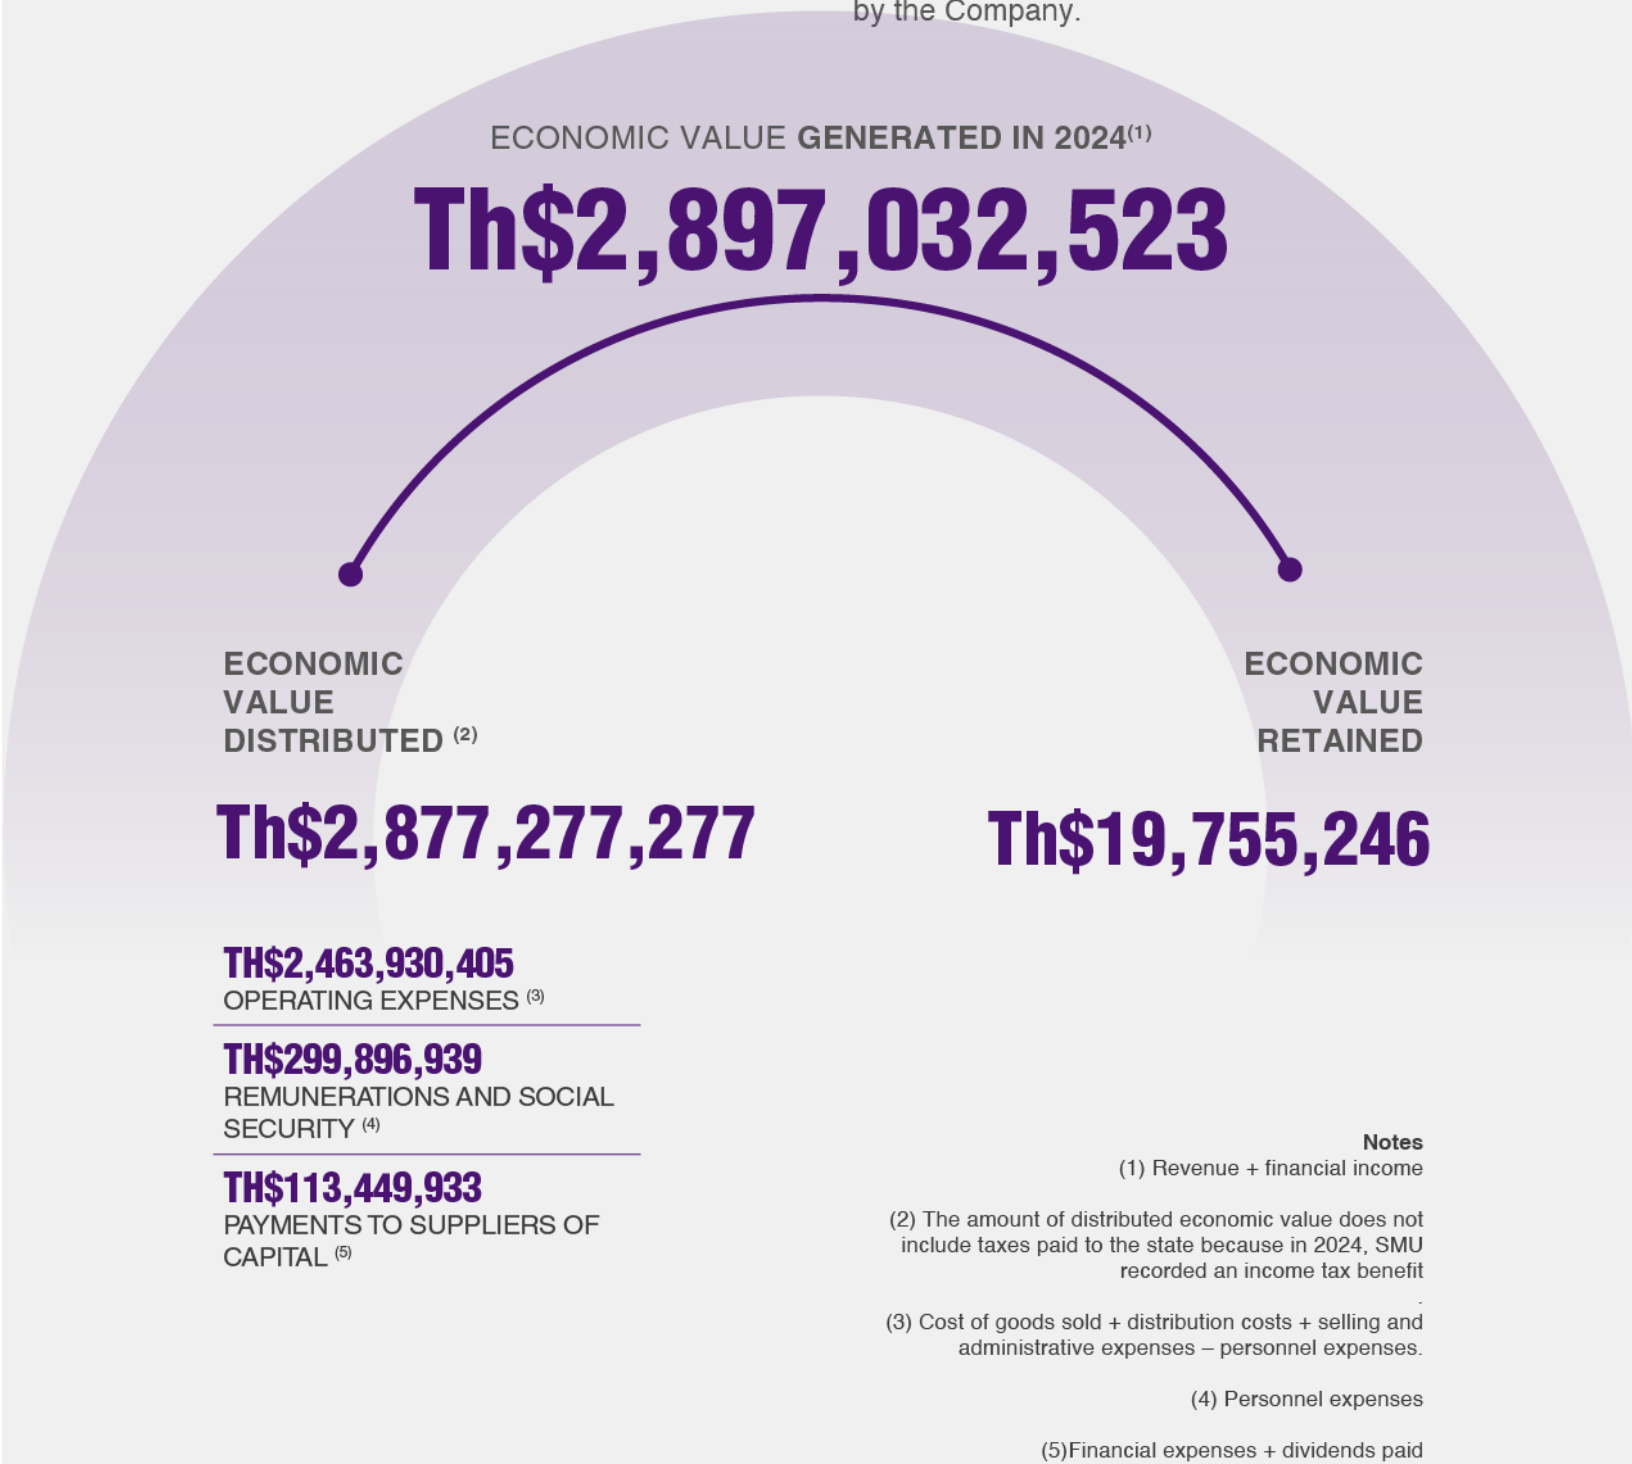 by the Company.
ECONOMIC VALUE GENERATED IN 2024(1)
Th$2,897,032,523
ECONOMIC
VALUE
DISTRIBUTED (2)
Th$2,877,277,277
TH$2,463,930,405
OPERATING EXPENSES (3)
TH$299,896,939
REMUNERATIONS AND SOCIAL
SECURITY (4)
TH$113,449,933
PAYMENTS TO SUPPLIERS OF
CAPITAL (5)
ECONOMIC
VALUE
RETAINED
Th$19,755,246
Notes
(1) Revenue + financial income
(2) The amount of distributed economic value does not
include taxes paid to the state because in 2024, SMU
recorded an income tax benefit
.
(3) Cost of goods sold + distribution costs + selling and
administrative expenses – personnel expenses.
(4) Personnel expenses
(5)Financial expenses + dividends paid